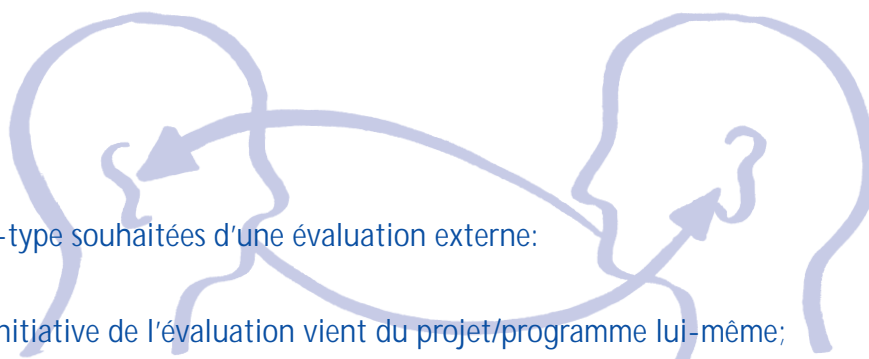 -type souhaitées d'une évaluation externe:
nitiative de l'évaluation vient du projet/programme lui-même;